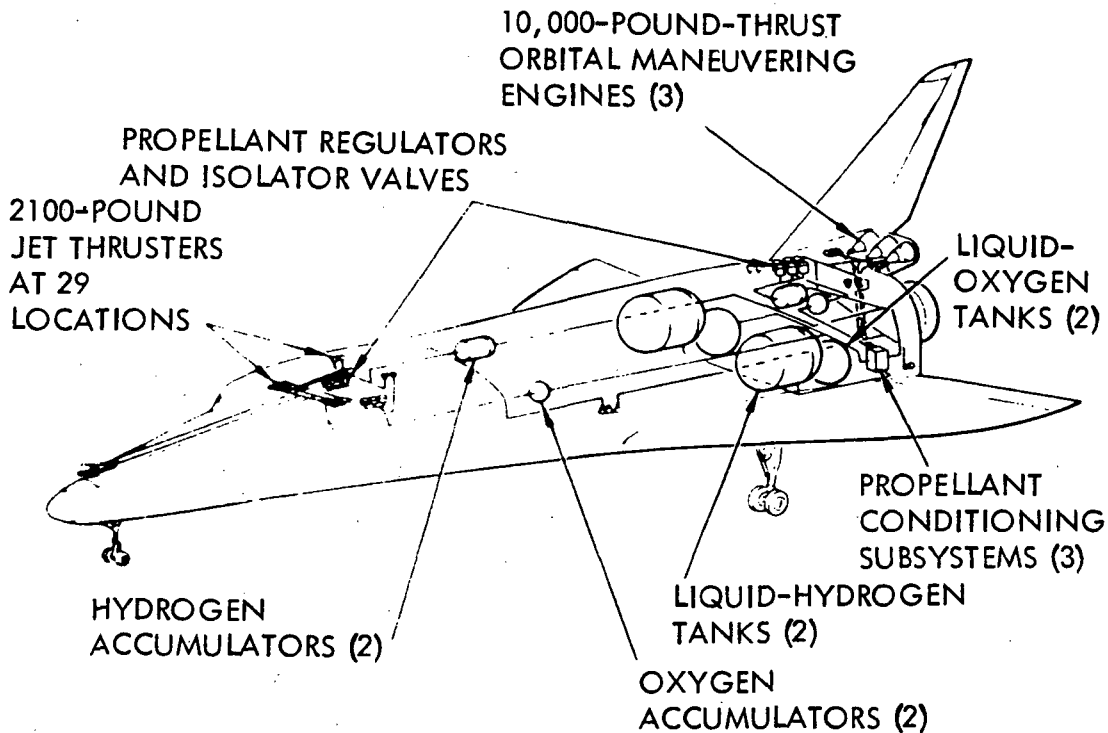 10,000-POUND-THRUST
ORBITAL MANEUVERING
ENGINES (3)
PROPELLANT REGULATORS
AND ISOLATOR VALVES
2100-POUND
JET THRUSTERS
AT 29
LOCATIONS
LIQUID-
OXYGEN
TANKS (2)
PROPELLANT
CONDITIONING
SUBSYSTEMS (3)
HYDROGEN
ACCUMULATORS (2)
LIQUID-HYDROGEN
TANKS (2)
OXYGEN
ACCUMULATORS (2)